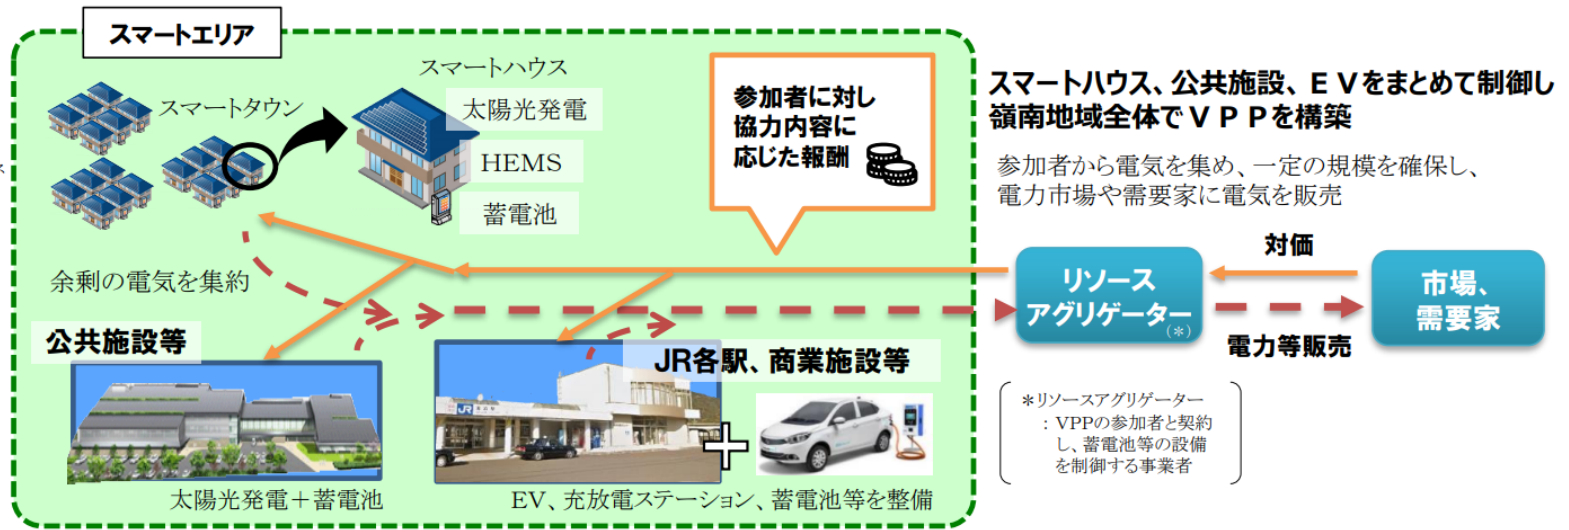 スマートエリア
スマートハウス
スマートタウン
太陽光発電
HEMS
蓄電池
参加者に対し
協力内容に
応じた報酬
スマートハウス、公共施設、ＥＶをまとめて制御し
嶺南地域全体でＶＰＰを構築
参加者から電気を集め、一定の規模を確保し、
電力市場や需要家に電気を販売
余剰の電気を集約
リソース
アグリゲーター
(＊)
対価
電力等販売
市場、
需要家
公共施設等
太陽光発電＋蓄電池
JR各駅、商業施設等
JR
EV、充放電ステーション、蓄電池等を整備
＊リソースアグリゲーター
：VPPの参加者と契約
し、蓄電池等の設備
を制御する事業者